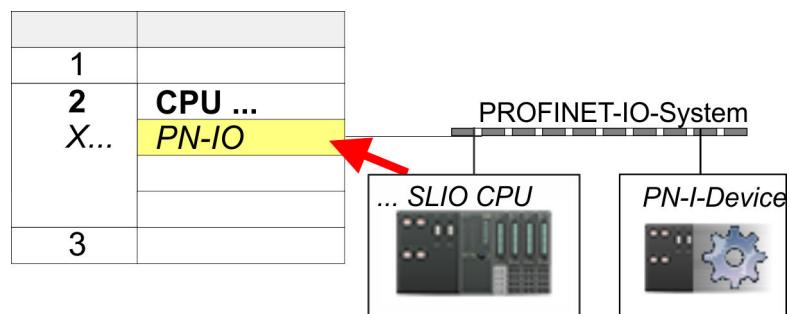 1
2 CPU ...
X... PN-IO
3
PROFINET-IO-System
... SLIO CPU
PN-I-Device